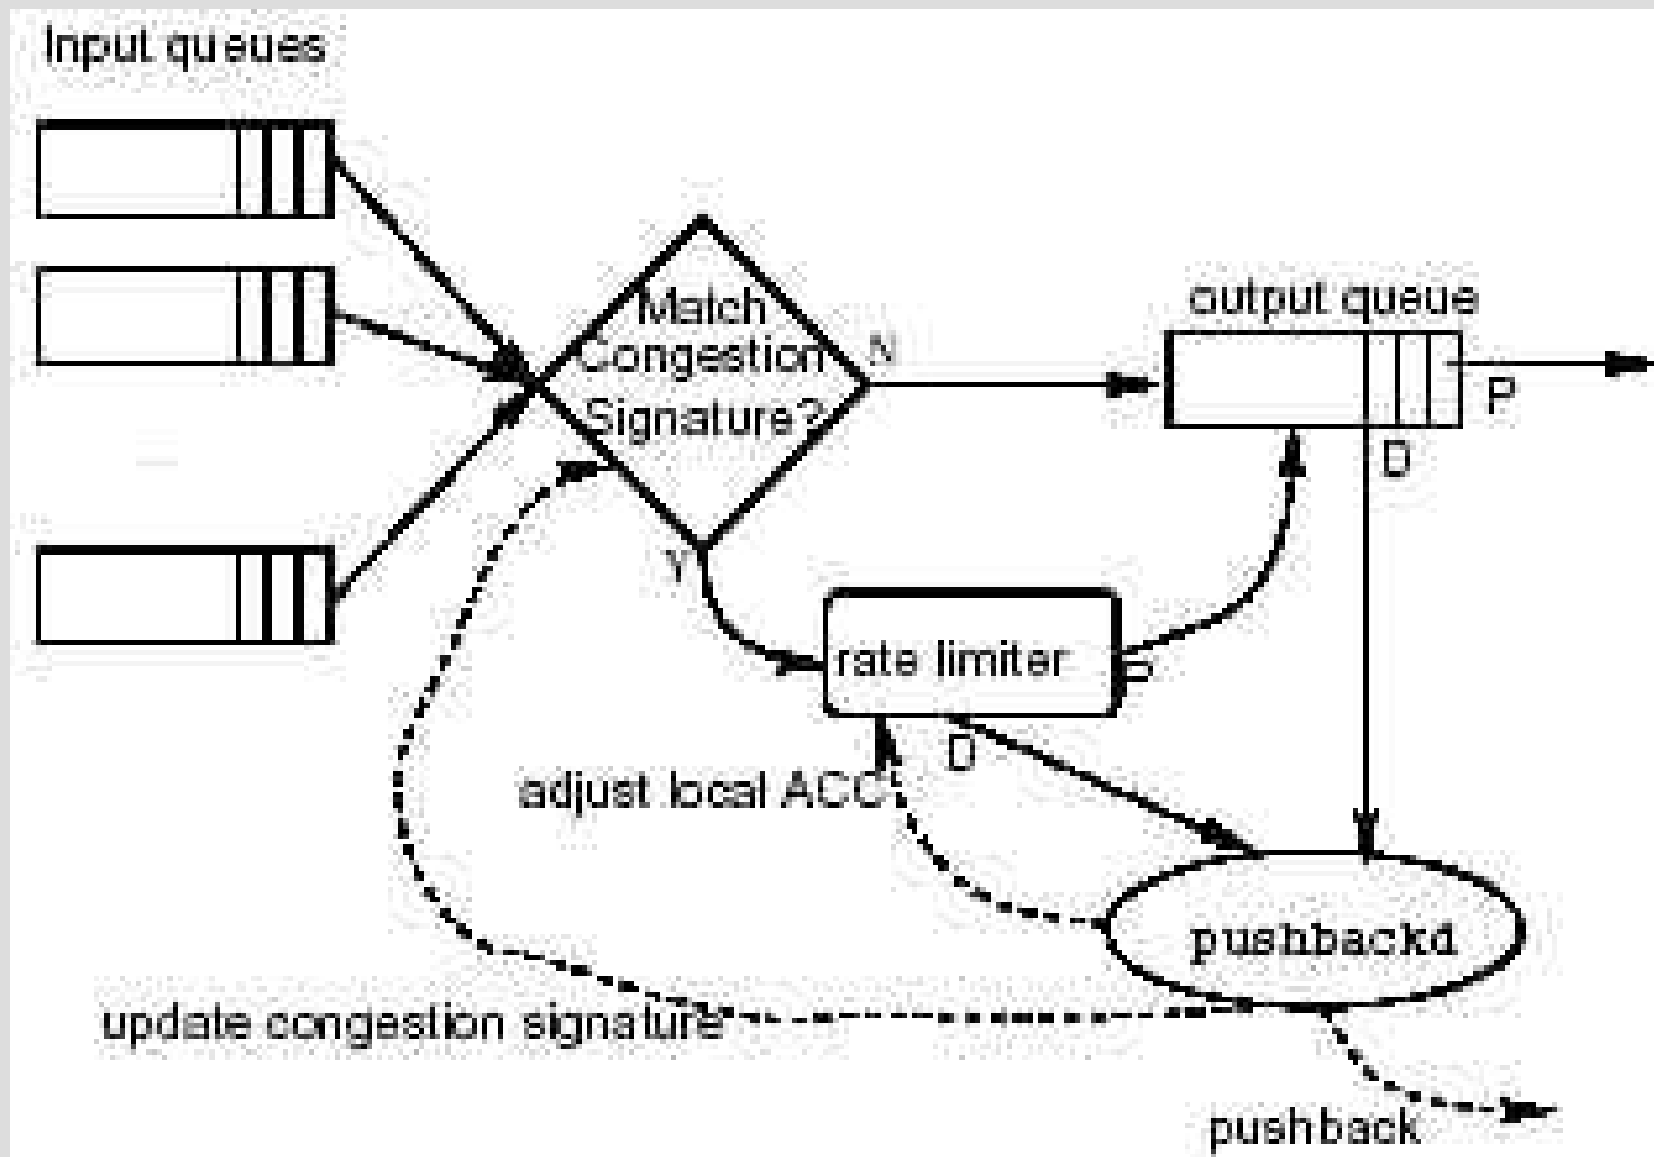 Input queues
Match
Congestion
Signature?
N
output queue
P
D
Y
rate limiter
P
D
adjust local ACC
pushbackd
update congestion signature
pushback